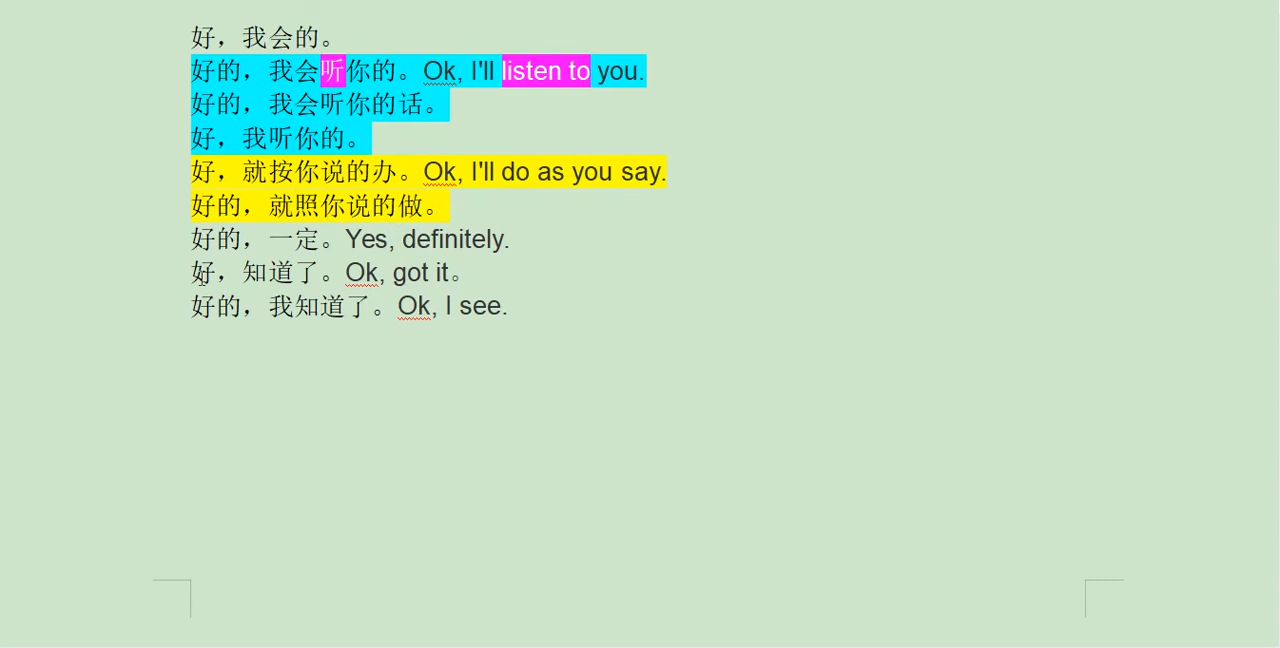 好，我会的。
好的，我会听你的。Ok, I'll listen to you.
好的，我会听你的话。
好，我听你的。
好，就按你说的办。Ok, I'll do as you say.
好的，就照你说的做。
好的，一定。Yes, definitely.
好，知道了。Ok, got it。
好的，我知道了。Ok, I see.